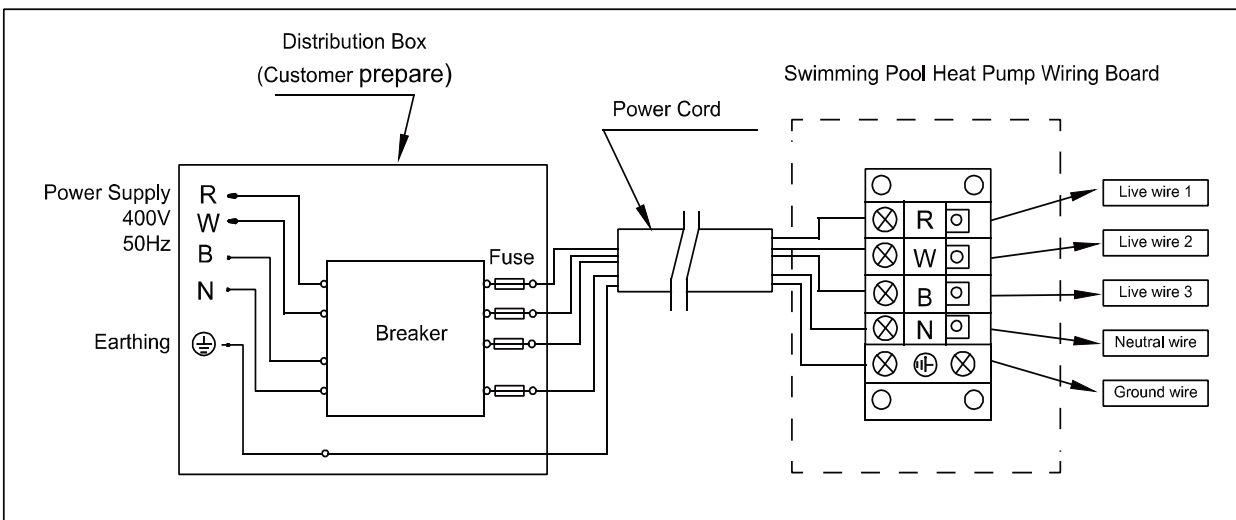 Distribution Box
(Customer prepare)
Swimming Pool Heat Pump Wiring Board
Power Cord
Power Supply
400V
50Hz
R
W
B
N
Earthing
Breaker
Fuse
R
W
B
N
Live wire 1
Live wire 2
Live wire 3
Neutral wire
Ground wire